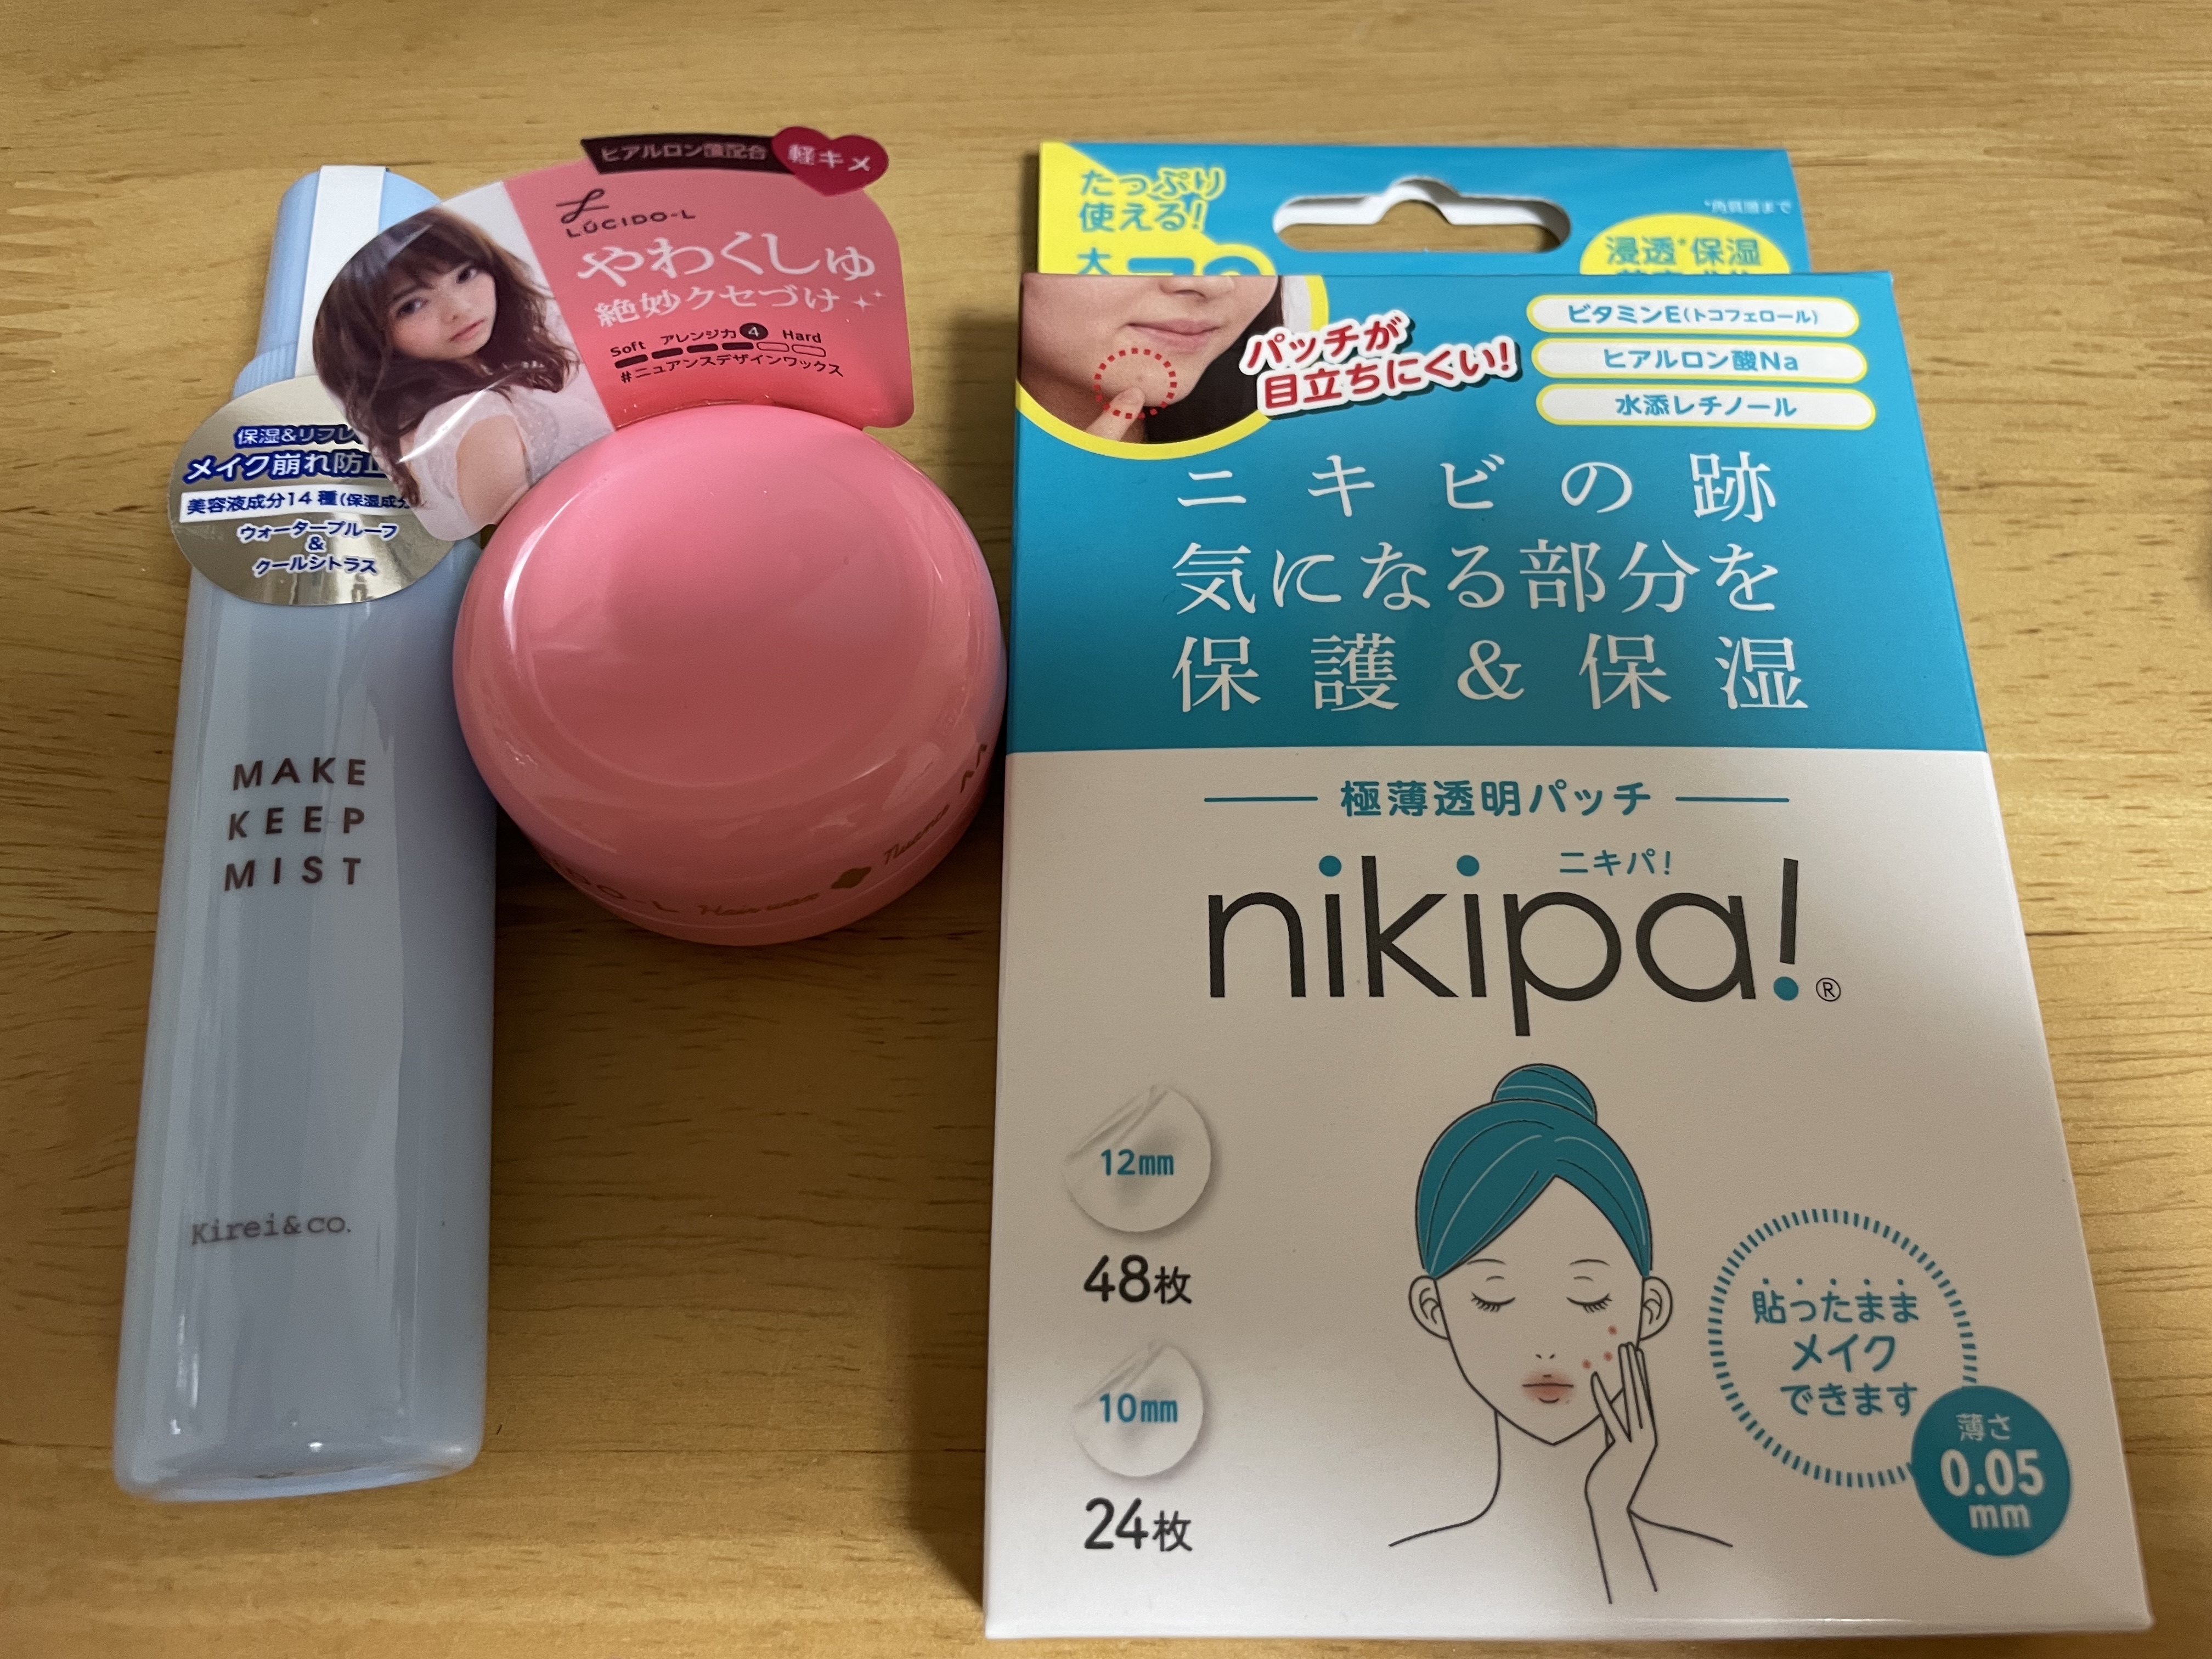 保湿&リフレ
メイク崩れ防止
美容液成分14種(保湿成分
ウォータープルーフ
&
クールシトラス
MAKE
KEEP
MIST
Kirei&co.
ヒアルロン酸配合
軽キメ
LÚCIDO-L
やわくしゅ
絶妙クセづけ
Soft アレンジ力 4 Hard
#ニュアンスデザインワックス
DO-L Hair wax Nuance
たっぷり
使える!
大
*角質層まで
浸透*保湿
パッチが
目立ちにくい!
ビタミンE(トコフェロール)
ヒアルロン酸Na
水添レチノール
ニキビの跡
気になる部分を
保護&保湿
極薄透明パッチ
ニキパ!
nikipa!®
12mm
48枚
10mm
24枚
貼ったまま
メイク
できます
薄さ
0.05
mm